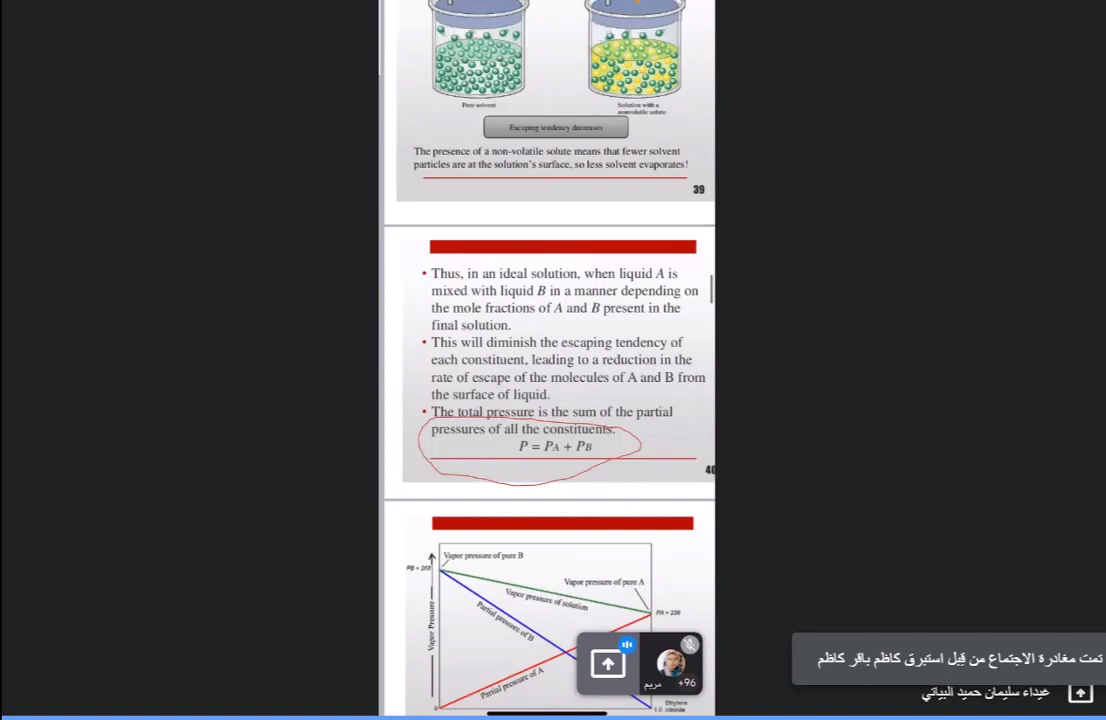 Pure solvent
Solution with a
nonvolatile solute
Escaping tendency decreases
The presence of a non-volatile solute means that fewer solvent
particles are at the solution's surface, so less solvent evaporates!
39
• Thus, in an ideal solution, when liquid A is
mixed with liquid B in a manner depending on
the mole fractions of A and B present in the
final solution.
• This will diminish the escaping tendency of
each constituent, leading to a reduction in the
rate of escape of the molecules of A and B from
the surface of liquid.
• The total pressure is the sum of the partial
pressures of all the constituents.
P = PA + PB
40
Vapor pressure of pure B
Vapor pressure of pure A
Vapor pressure of solution
Partial pressure of B
Partial pressure of A
Vapor Pressure
0
Ethylene
1.0 chloride
مريم
+96
تمت مغادرة الاجتماع من قِبل استبرق كاظم باقر كاظم
غيداء سليمان حميد البياتي